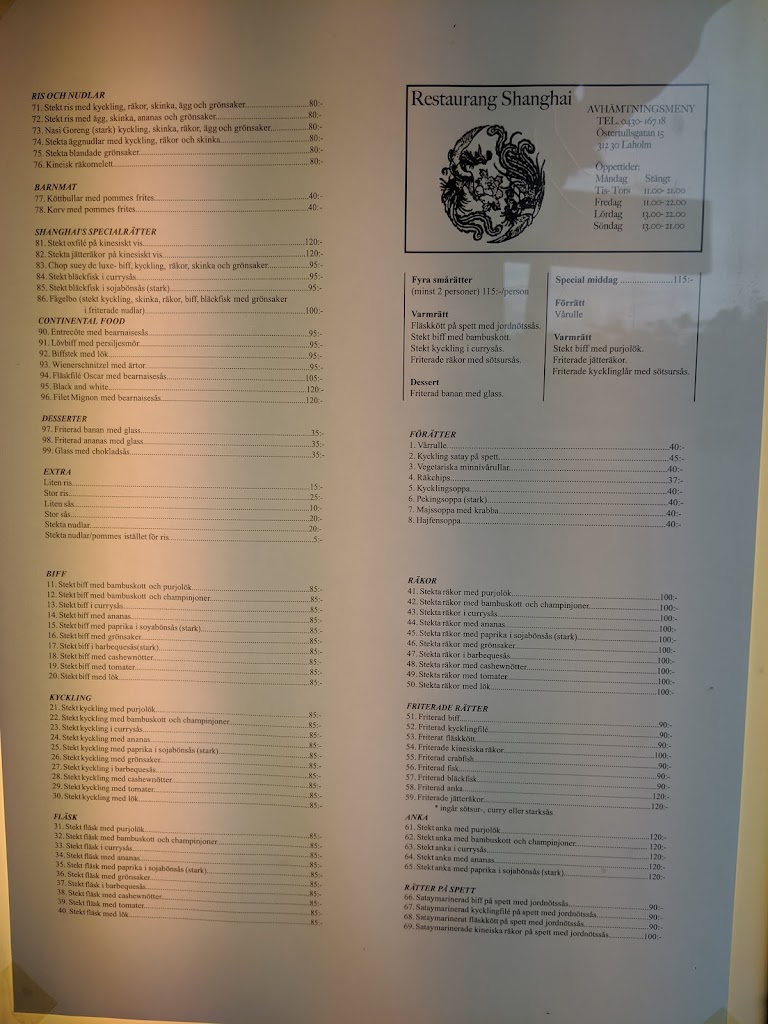 RIS OCH NUDLAR
71. Stekt ris med kyckling, räkor, skinka, ägg och grönsaker....80:-
72. Stekt ris med ägg, skinka, ananas och grönsaker....80:-
73. Nasi Goreng (stark) kyckling, skinka, räkor, ägg och grönsaker....80:-
74. Stekta äggnudlar med kyckling, räkor och skinka....80:-
75. Stekta blandade grönsaker....80:-
76. Kineisk räkomelett....80:-
BARNMAT
77. Köttbullar med pommes frites....40:-
78. Korv med pommes frites....40:-
SHANGHAI'S SPECIALRÄTTER
81. Stekt oxfilé på kinesiskt vis....120:-
82. Stekta jätteräkor på kinesiskt vis....120:-
83. Chop suey de luxe- biff, kyckling, räkor, skinka och grönsaker....95:-
84. Stekt bläckfisk i currysås....95:-
85. Stekt bläckfisk i sojabönsås (stark)....95:-
86. Fågelbo (stekt kyckling, skinka, räkor, biff, bläckfisk med grönsaker
i friterade nudlar)....100:-
CONTINENTAL FOOD
90. Entrecôte med bearnaisesås....95:-
91. Lövbiff med persiljesmör....95:-
92. Biffstek med lök....95:-
93. Wienerschnitzel med ärtor....95:-
94. Fläskfilé Oscar med bearnaisesås....105:-
95. Black and white....120:-
96. Filet Mignon med bearnaisesås....120:-
DESSERTER
97. Friterad banan med glass....35:-
98. Friterad ananas med glass....35:-
99. Glass med chokladsås....35:-
EXTRA
Liten ris....15:-
Stor ris....25:-
Liten sås....10:-
Stor sås....20:-
Stekta nudlar....20:-
Stekta nudlar/pommes istället för ris....5:-
BIFF
11. Stekt biff med bambuskott och purjolök....85:-
12. Stekt biff med bambuskott och champinjoner....85:-
13. Stekt biff i currysås....85:-
14. Stekt biff med ananas....85:-
15. Stekt biff med paprika i soyabönsås (stark)....85:-
16. Stekt biff med grönsaker....85:-
17. Stekt biff i barbequesås(stark)....85:-
18. Stekt biff med cashewnötter....85:-
19. Stekt biff med tomater....85:-
20. Stekt biff med lök....85:-
KYCKLING
21. Stekt kyckling med purjolök....85:-
22. Stekt kyckling med bambuskott och champinjoner....85:-
23. Stekt kyckling i currysås....85:-
24. Stekt kyckling med ananas....85:-
25. Stekt kyckling med paprika i sojabönsås (stark)....85:-
26. Stekt kyckling med grönsaker....85:-
27. Stekt kyckling i barbequesås....85:-
28. Stekt kyckling med cashewnötter....85:-
29. Stekt kyckling med tomater....85:-
30. Stekt kyckling med lök....85:-
FLÄSK
31. Stekt fläsk med purjolök....85:-
32. Stekt fläsk med bambuskott och champinjoner....85:-
33. Stekt fläsk i currysås....85:-
34. Stekt fläsk med ananas....85:-
35. Stekt fläsk med paprika i sojabönsås (stark)....85:-
36. Stekt fläsk med grönsaker....85:-
37. Stekt fläsk i barbequesås....85:-
38. Stekt fläsk med cashewnötter....85:-
39. Stekt fläsk med tomater....85:-
40. Stekt fläsk med lök....85:-
Restaurang Shanghai
AVHÄMTNINGSMENY
TEL. 0430-167 18
Östertullsgatan 15
312 30 Laholm
Öppettider:
Måndag Stängt
Tis- Tors 11.00- 21.00
Fredag 11.00- 22.00
Lördag 13.00- 22.00
Söndag 13.00- 21.00
Fyra smårätter
(minst 2 personer) 115:-/person
Varmrätt
Fläskkött på spett med jordnötssås.
Stekt biff med bambuskott.
Stekt kyckling i currysås.
Friterade räkor med sötsursås.
Dessert
Friterad banan med glass.
Special middag ....115:-
Förrätt
Vårulle
Varmrätt
Stekt biff med purjolök.
Friterade jätteräkor.
Friterade kycklinglår med sötsursås.
FÖRÄTTER
1. Vårrulle....40:-
2. Kyckling satay på spett....45:-
3. Vegetariska minnivårullar....40:-
4. Räkchips....37:-
5. Kycklingsoppa....40:-
6. Pekingsoppa (stark)....40:-
7. Majssoppa med krabba....40:-
8. Hajfensoppa....40:-
RÄKOR
41. Stekta räkor med purjolök....100:-
42. Stekta räkor med bambuskott och champinjoner....100:-
43. Stekta räkor i currysås....100:-
44. Stekta räkor med ananas....100:-
45. Stekta räkor med paprika i sojabönsås (stark)....100:-
46. Stekta räkor med grönsaker....100:-
47. Stekta räkor i barbequesås....100:-
48. Stekta räkor med cashewnötter....100:-
49. Stekta räkor med tomater....100:-
50. Stekta räkor med lök....100:-
FRITERADE RÄTTER
51. Friterad biff....90:-
52. Friterad kycklingfilé....90:-
53. Friterat fläskkött....90:-
54. Friterade kinesiska räkor....100:-
55. Friterad crabfish....90:-
56. Friterad fisk....90:-
57. Friterad bläckfisk....90:-
58. Friterad anka....120:-
59. Friterade jätteräkor....120:-
* ingår sötsur-, curry eller starksås
ANKA
61. Stekt anka med purjolök....120:-
62. Stekt anka med bambuskott och champinjoner....120:-
63. Stekt anka i currysås....120:-
64. Stekt anka med ananas....120:-
65. Stekt anka med paprika i sojabönsås (stark)....120:-
RÄTTER PÅ SPETT
66. Sataymarinerad biff på spett med jordnötssås....90:-
67. Sataymarinerad kycklingfilé på spett med jordnötssås....90:-
68. Sataymarinerat fläskkött på spett med jordnötssås....90:-
69. Sataymarinerade kineiska räkor på spett med jordnötssås....100:-